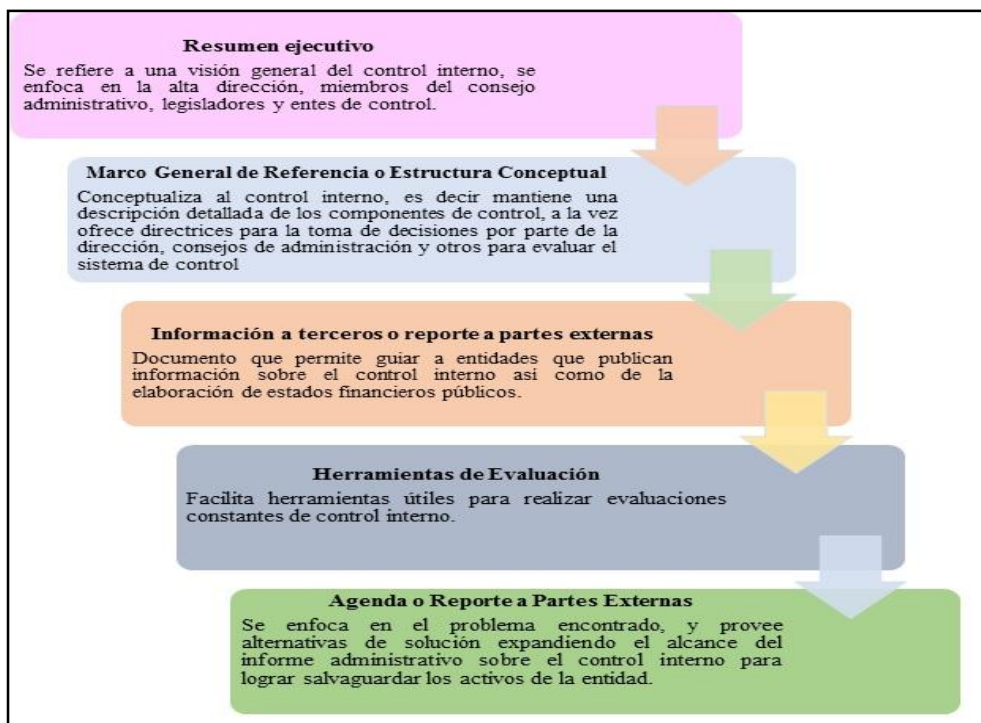 Resumen ejecutivo
Se refiere a una visión general del control interno, se
enfoca en la alta dirección, miembros del consejo
administrativo, legisladores y entes de control.
Marco General de Referencia o Estructura Conceptual
Conceptualiza al control interno, es decir mantiene una
descripción detallada de los componentes de control, a la vez
ofrece directrices para la toma de decisiones por parte de la
dirección, consejos de administración y otros para evaluar el
sistema de control
Información a terceros o reporte a partes externas
Documento que permite guiar a entidades que publican
información sobre el control interno asi como de la
elaboración de estados financieros públicos.
Herramientas de Evaluación
Facilita herramientas útiles para realizar evaluaciones
constantes de control interno.
Agenda o Reporte a Partes Externas
Se enfoca en el problema encontrado, y provee
alternativas de solución expandiendo el alcance del
informe administrativo sobre el control interno para
lograr salvaguardar los activos de la entidad.